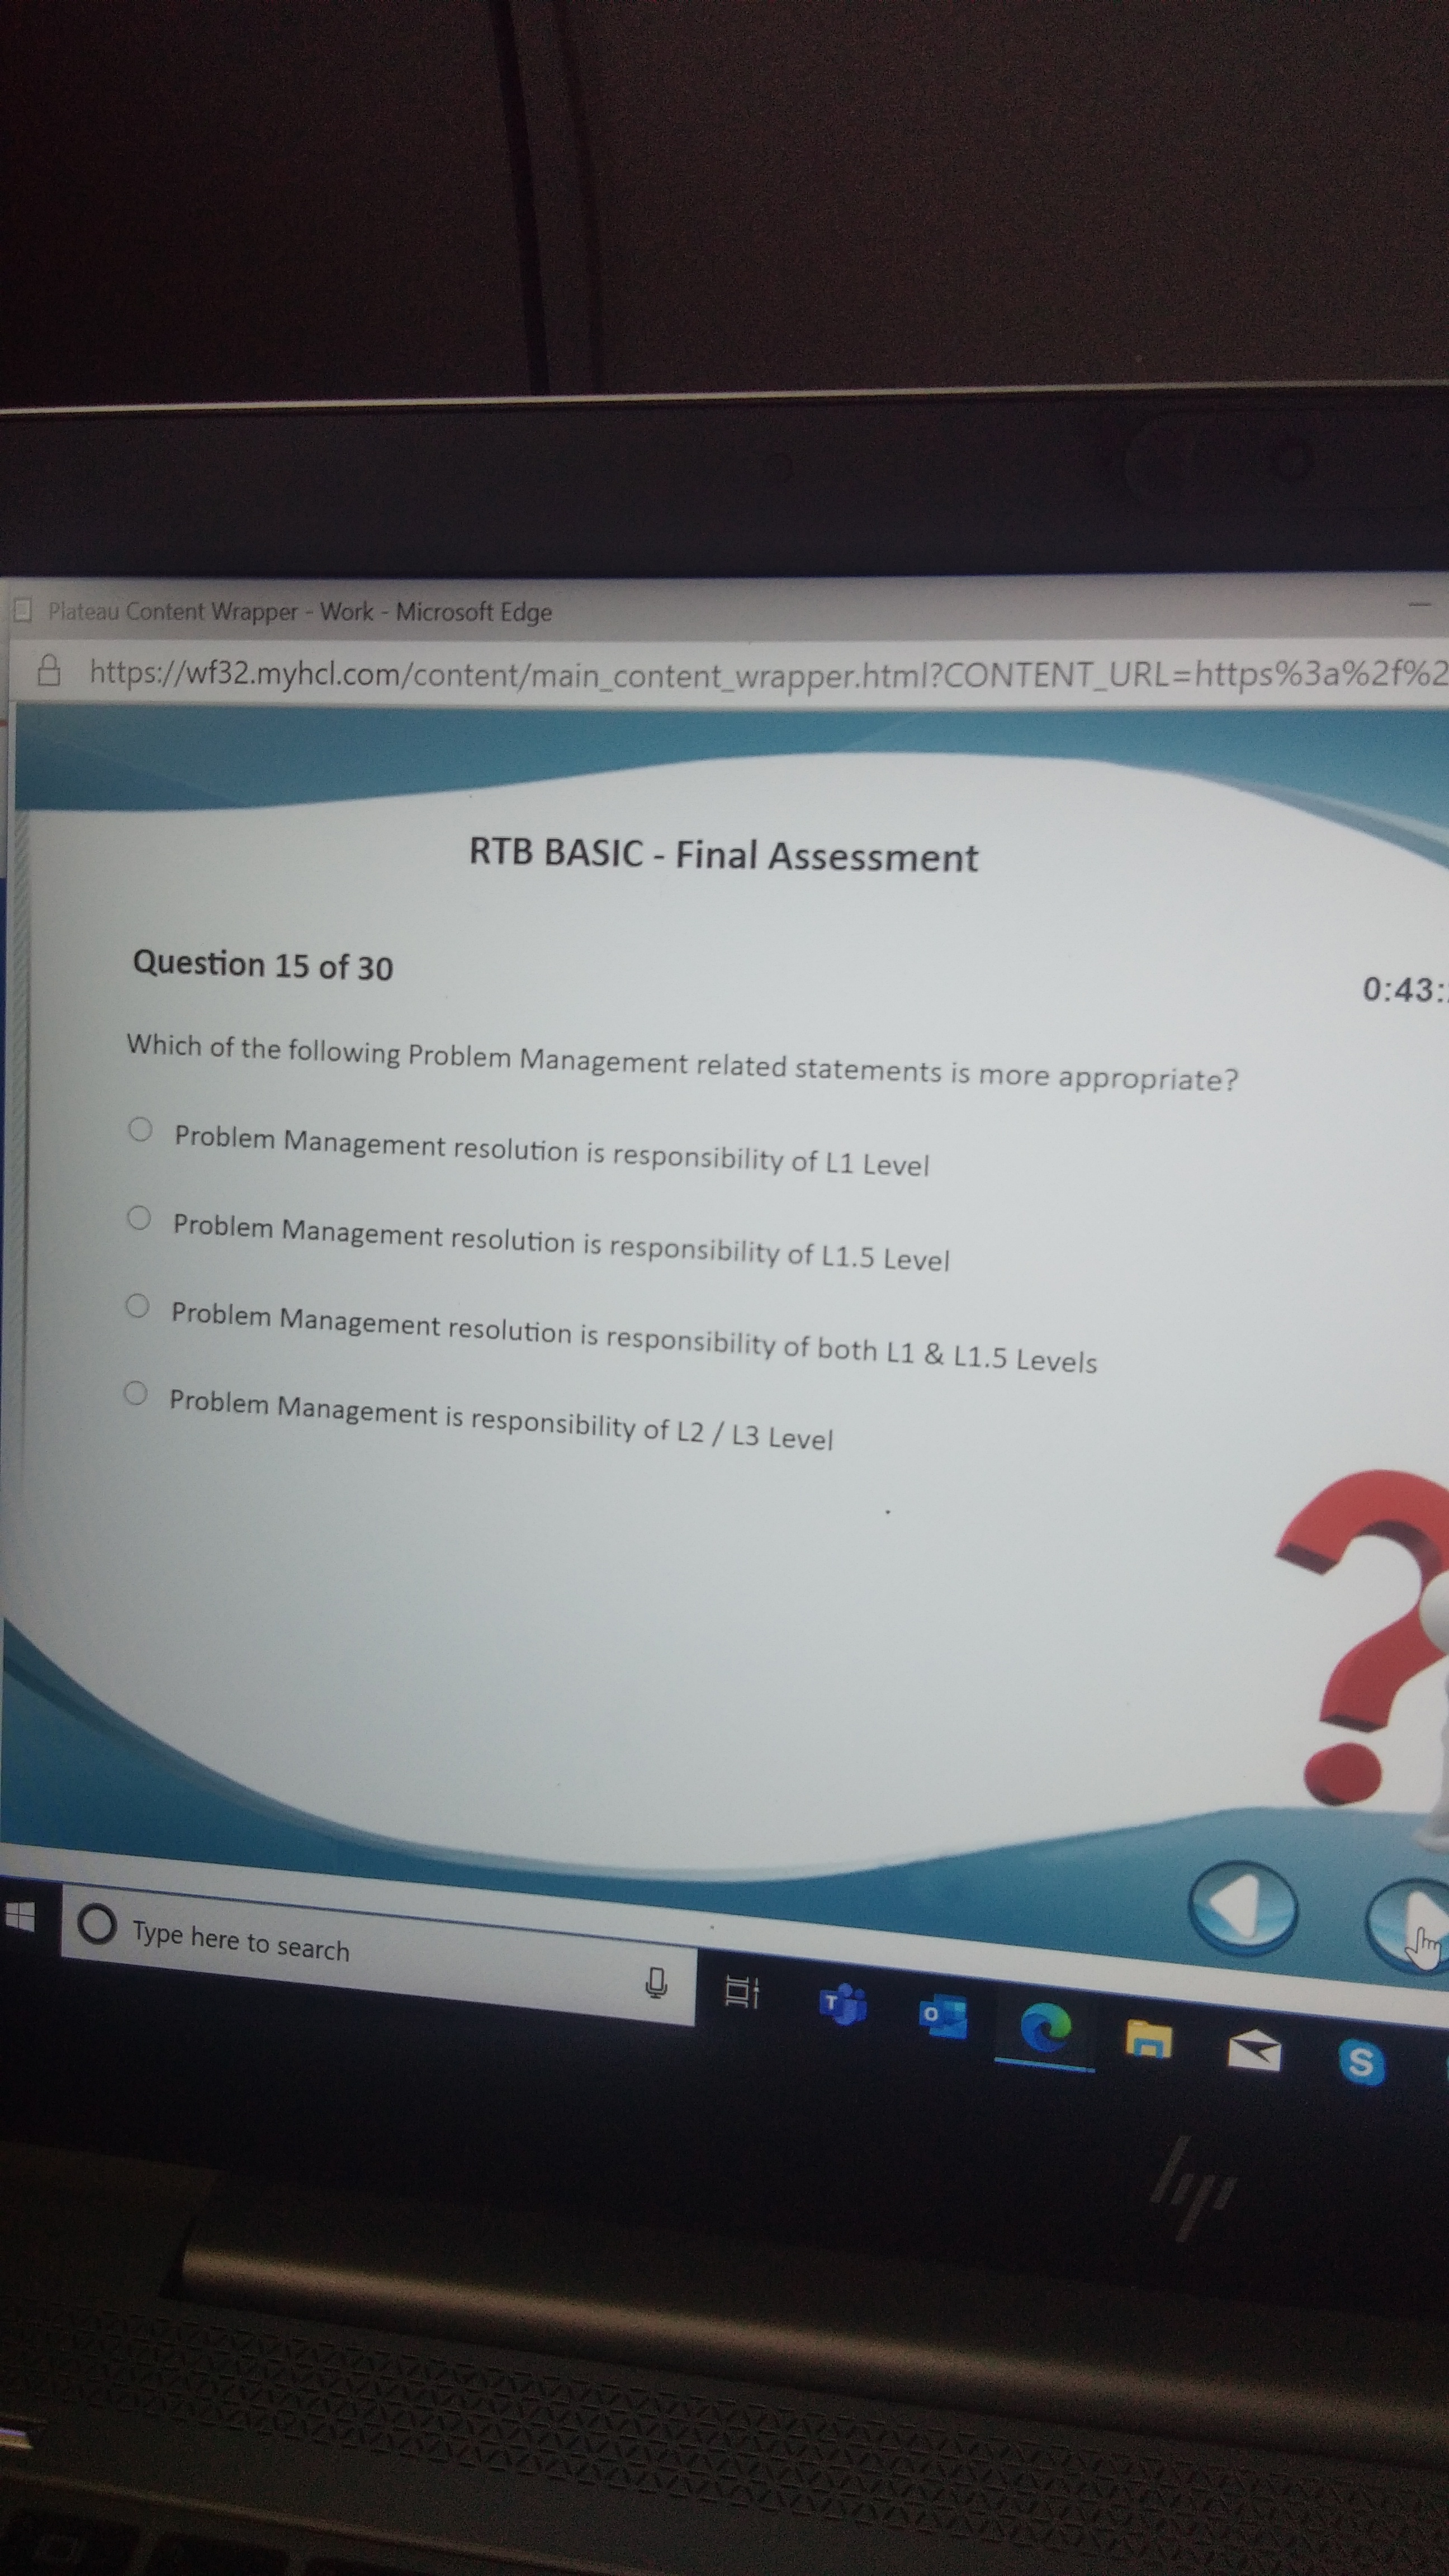 Plateau Content Wrapper - Work - Microsoft Edge
https://wf32.myhcl.com/content/main_content_wrapper.html?CONTENT_URL=https%3a%2f%2
RTB BASIC - Final Assessment
Question 15 of 30
0:43:
Which of the following Problem Management related statements is more appropriate?
Problem Management resolution is responsibility of L1 Level
Problem Management resolution is responsibility of L1.5 Level
Problem Management resolution is responsibility of both L1 & L1.5 Levels
Problem Management is responsibility of L2 / L3 Level
Type here to search
hp